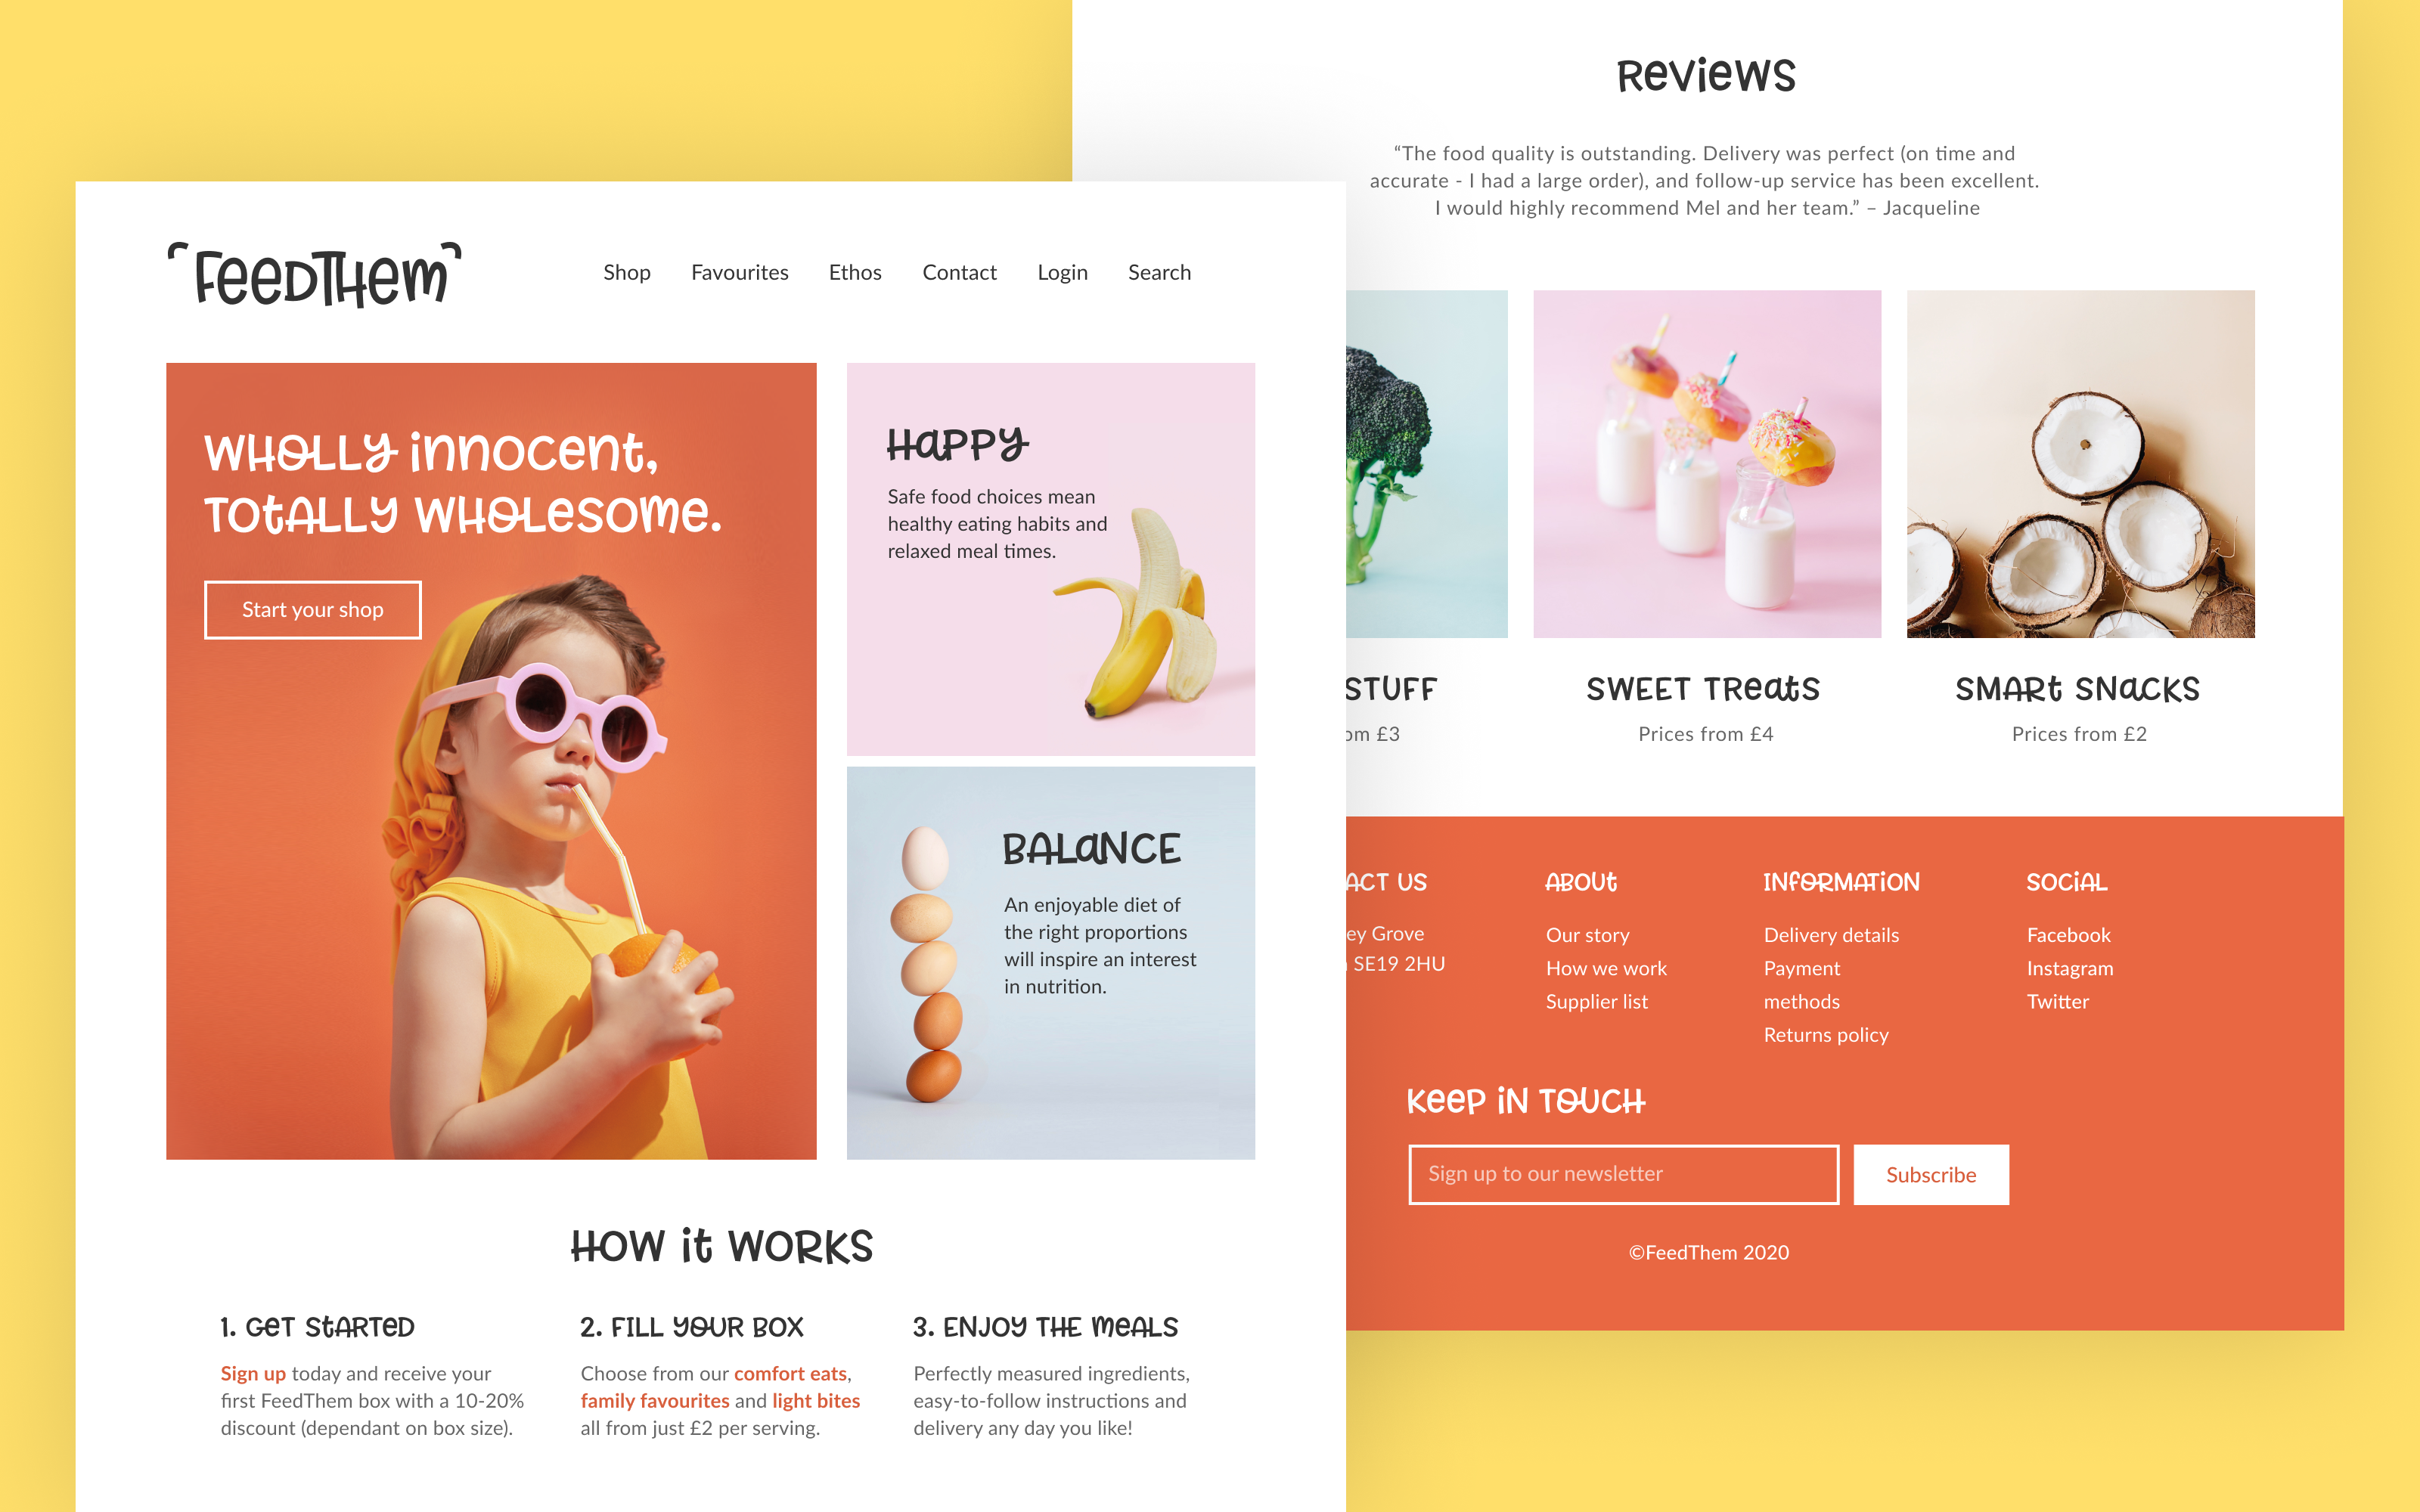 FeedThem
Shop Favourites Ethos Contact Login Search
Wholly innocent,
totally wholesome.
Start your shop
Happy
Safe food choices mean
healthy eating habits and
relaxed meal times.
Balance
An enjoyable diet of
the right proportions
will inspire an interest
in nutrition.
How it works
1. Get started
Sign up today and receive your
first FeedThem box with a 10-20%
discount (dependant on box size).
2. Fill your box
Choose from our comfort eats,
family favourites and light bites
all from just £2 per serving.
3. Enjoy the meals
Perfectly measured ingredients,
easy-to-follow instructions and
delivery any day you like!
Reviews
“The food quality is outstanding. Delivery was perfect (on time and
accurate - I had a large order), and follow-up service has been excellent.
I would highly recommend Mel and her team.” – Jacqueline
STUFF
£3
SWEET TReats
Prices from £4
SMARt SNacKS
Prices from £2
US
Grove
SE19 2HU
About
Our story
How we work
Supplier list
Information
Delivery details
Payment
methods
Returns policy
Social
Facebook
Instagram
Twitter
Keep in touch
Sign up to our newsletter
Subscribe
©FeedThem 2020